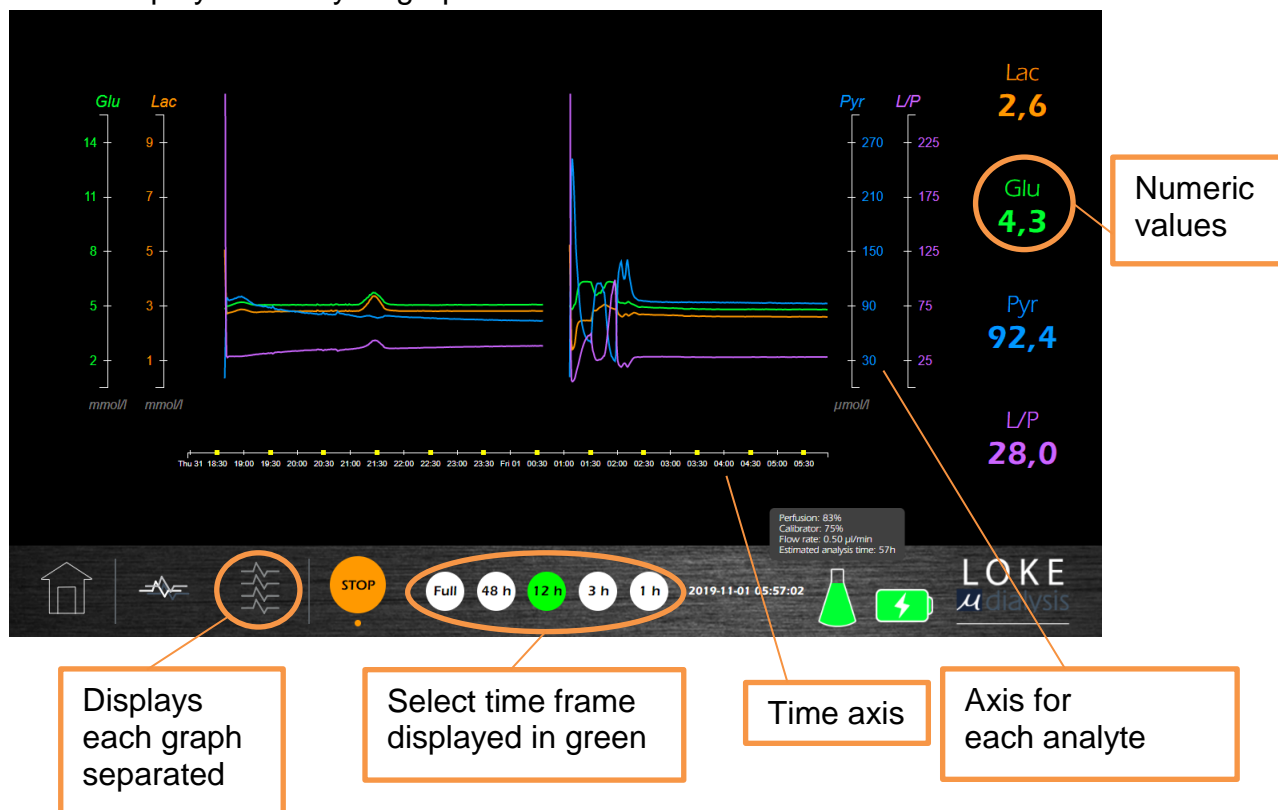 Lac
2,6
Glu
Lac
Pyr
L/P
14
9
270
225
11
7
210
175
Glu
4,3
Numeric
values
8
5
150
125
5
3
90
75
Pyr
92,4
2
1
30
25
mmol/l
mmol/l
µmol/l
L/P
28,0
Thu 31 18:30 19:00 19:30 20:00 20:30 21:00 21:30 22:00 22:30 23:00 23:30 Fri 01 00:30 01:00 01:30 02:00 02:30 03:00 03:30 04:00 04:30 05:00 05:30
Perfusion: 83%
Calibrator: 75%
Flow rate: 0.50 µl/min
Estimated analysis time: 57h
STOP
Full
48 h
12 h
3 h
1 h
2019-11-01 05:57:02
LOKE
µdialysis
Displays
each graph
separated
Select time frame
displayed in green
Time axis
Axis for
each analyte